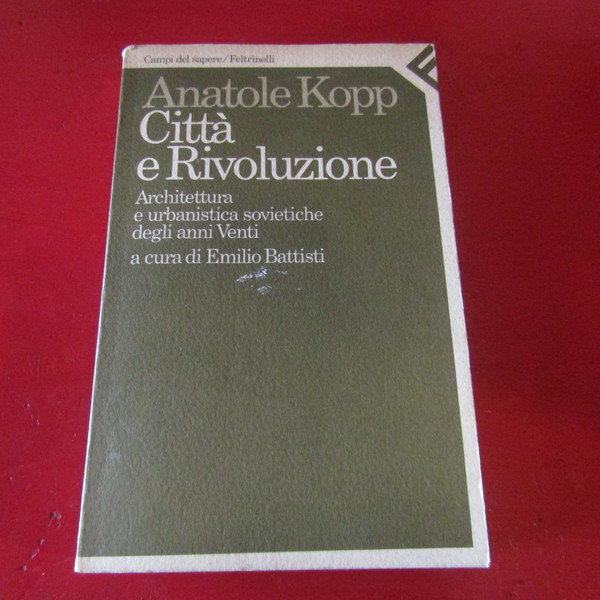 Campi del sapere/Feltrinelli
Anatole Kopp
Città
e Rivoluzione
Architettura
e urbanistica sovietiche
degli anni Venti
a cura di Emilio Battisti